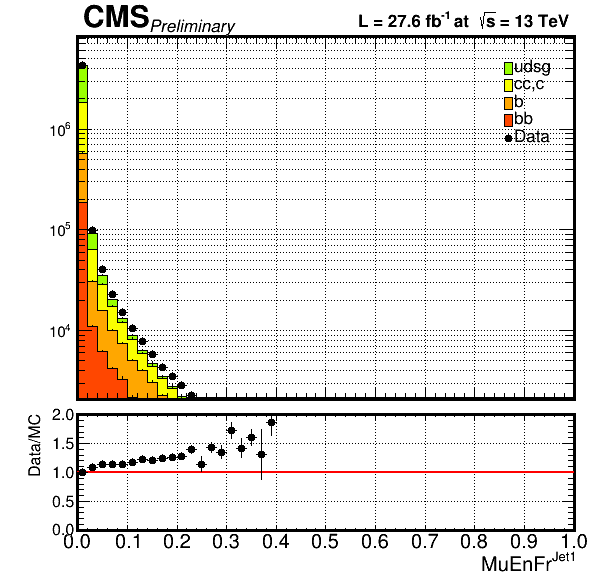 CMS Preliminary L = 27.6 fb⁻¹ at √s = 13 TeV
udsg
cc,c
b
bb
Data
10⁶
10⁵
10⁴
Data/MC
2.0
1.5
1.0
0.5
0.0
0.0 0.1 0.2 0.3 0.4 0.5 0.6 0.7 0.8 0.9 1.0
MuEnFr^Jet1